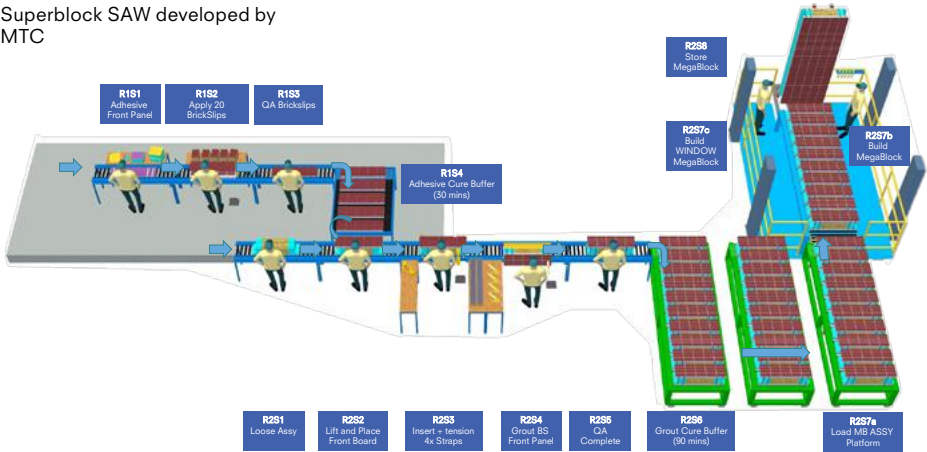 Superblock SAW developed by
MTC
R1S1
Adhesive
Front Panel
R1S2
Apply 20
BrickSlips
R1S3
QA Brickslips
R1S4
Adhesive Cure Buffer
(30 mins)
R2S8
Store
MegaBlock
R2S7c
Build
WINDOW
MegaBlock
R2S7b
Build
MegaBlock
R2S1
Loose Assy
R2S2
Lift and Place
Front Board
R2S3
Insert + tension
4x Straps
R2S4
Grout BS
Front Panel
R2S5
QA
Complete
R2S6
Grout Cure Buffer
(90 mins)
R2S7a
Load MB ASSY
Platform